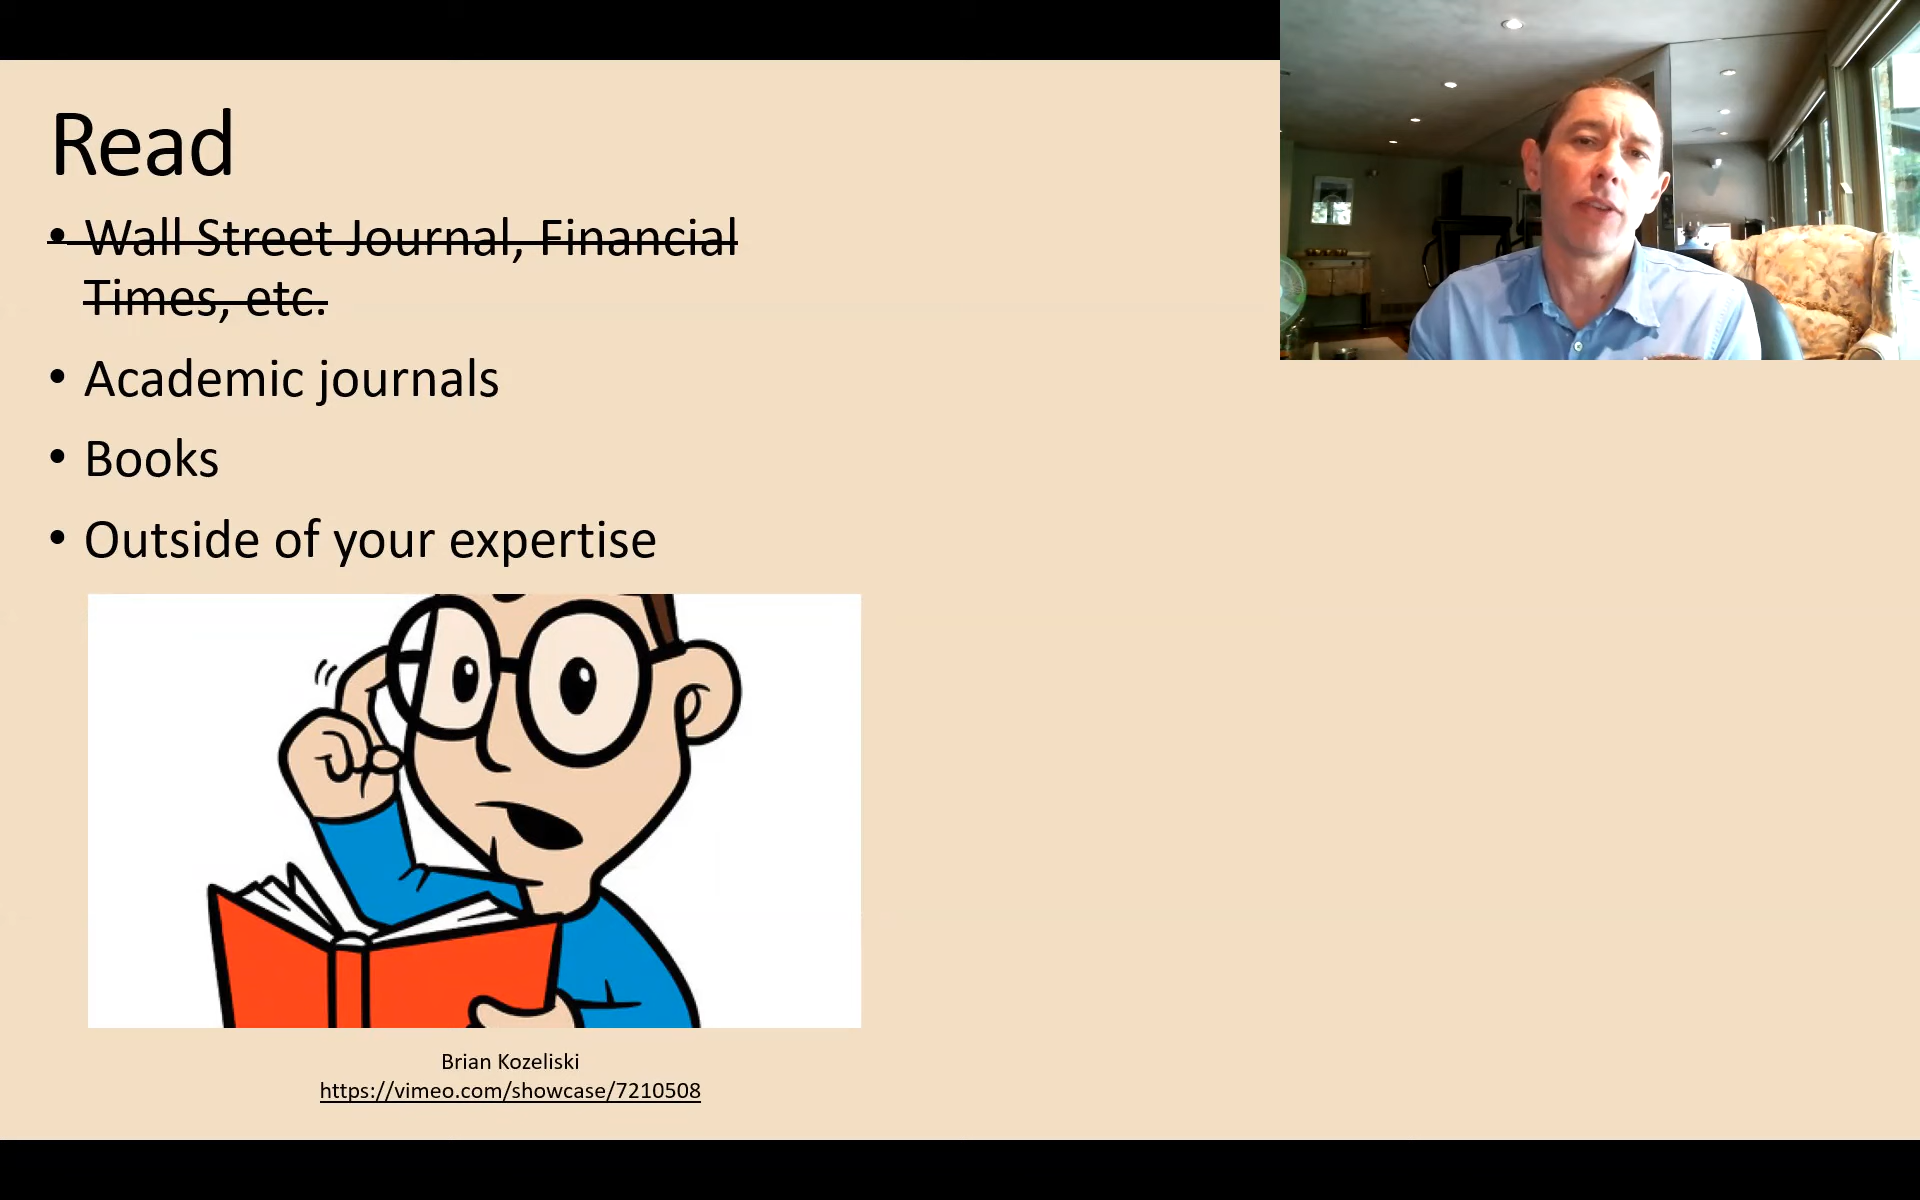 Read
• Wall Street Journal, Financial
Times, etc.
• Academic journals
• Books
• Outside of your expertise
Brian Kozeliski
https://vimeo.com/showcase/7210508